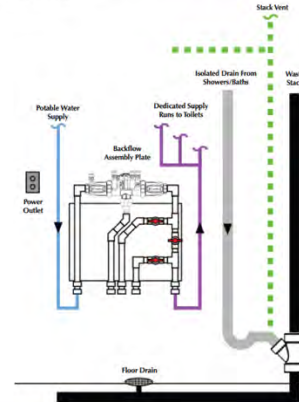 Stack Vent
Isolated Drain From
Showers/Baths
Potable Water
Supply
Dedicated Supply
Runs to Toilets
Backflow
Assembly Plate
Power
Outlet
Floor Drain